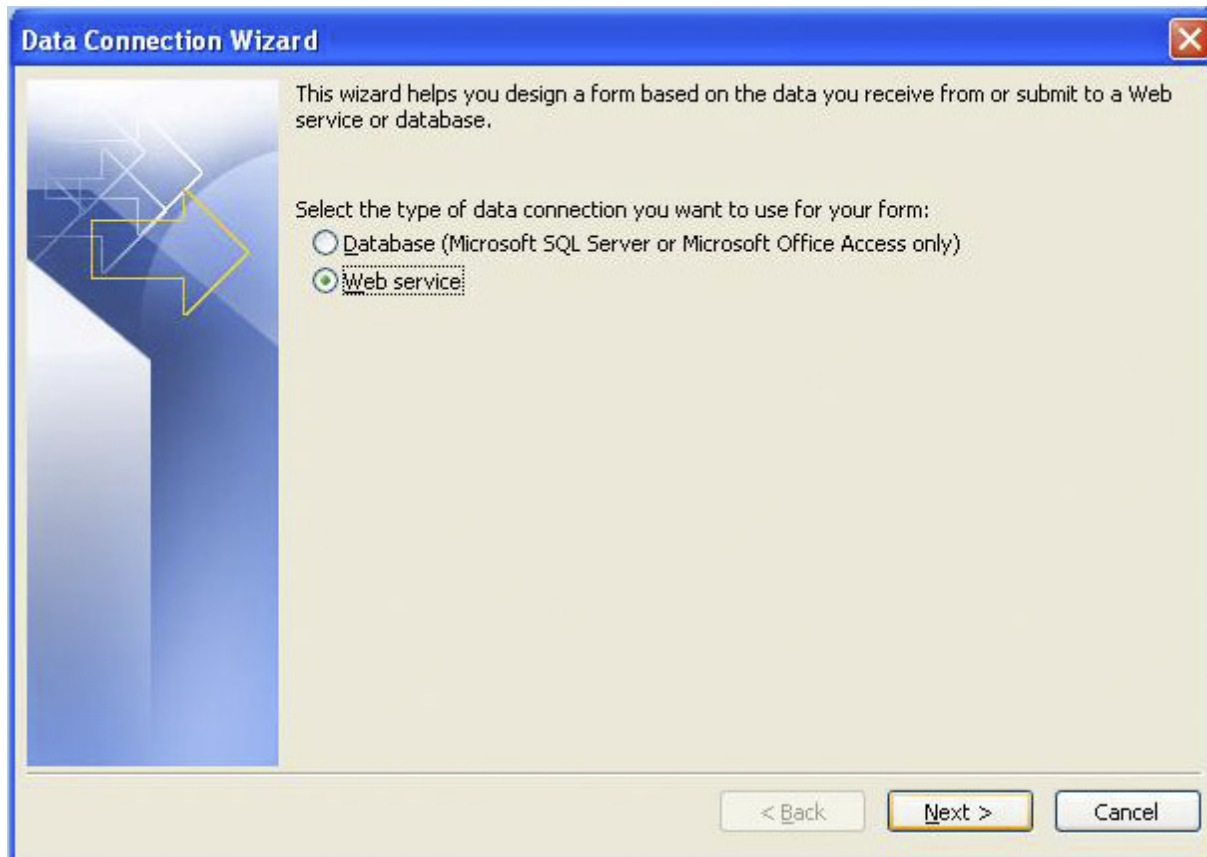 Data Connection Wizard
This wizard helps you design a form based on the data you receive from or submit to a Web
service or database.
Select the type of data connection you want to use for your form:
Database (Microsoft SQL Server or Microsoft Office Access only)
Web service
< Back
Next >
Cancel